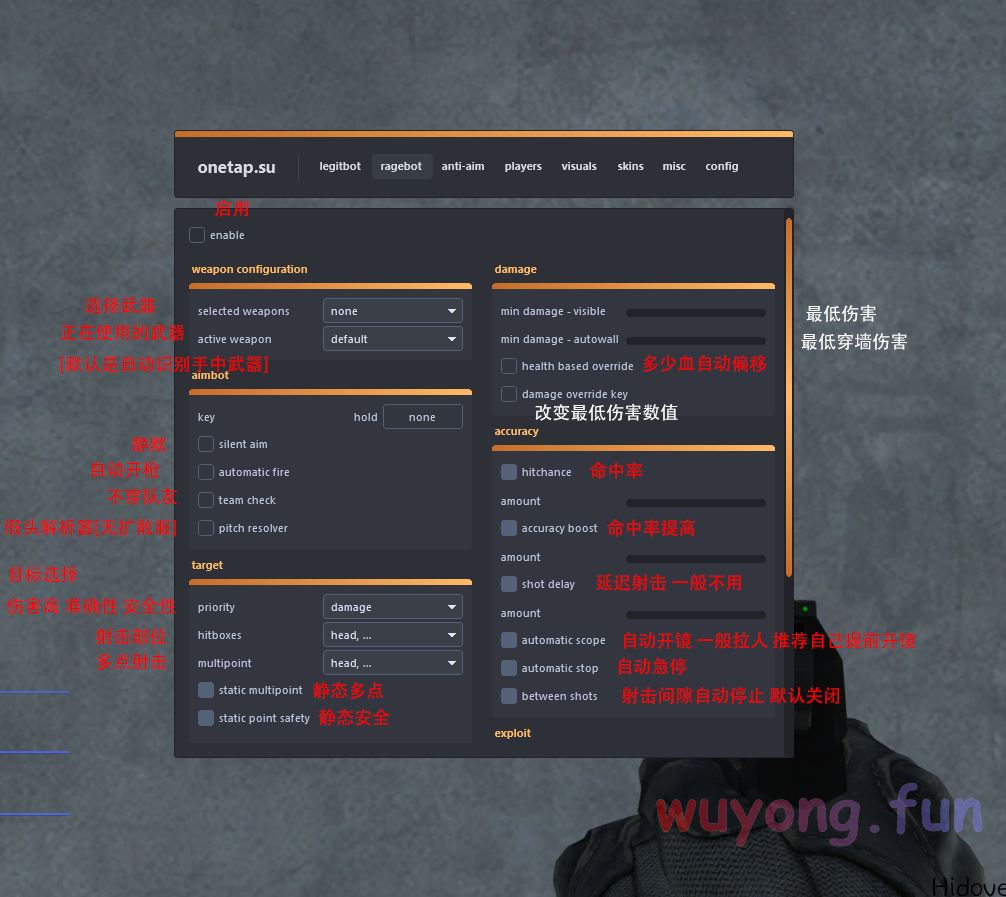 onetap.su legitbot ragebot anti-aim players visuals skins misc config
启用
enable
weapon configuration
选择武器 selected weapons none
正在使用的武器 active weapon default
[默认是自动识别手中武器]
aimbot
key hold none
静默 silent aim
自动开枪 automatic fire
不穿队友 team check
假头解析器[无扩散服] pitch resolver
目标选择 target
伤害高 准确性 安全性 priority damage
射击部位 hitboxes head, ...
多点射击 multipoint head, ...
static multipoint 静态多点
static point safety 静态安全
damage
min damage - visible 最低伤害
min damage - autowall 最低穿墙伤害
health based override 多少血自动偏移
damage override key
改变最低伤害数值
accuracy
hitchance 命中率
amount
accuracy boost 命中率提高
amount
shot delay 延迟射击 一般不用
amount
automatic scope 自动开镜 一般拉人 推荐自己提前开镜
automatic stop 自动急停
between shots 射击间隙自动停止 默认关闭
exploit
wuyong.fun
Hidove